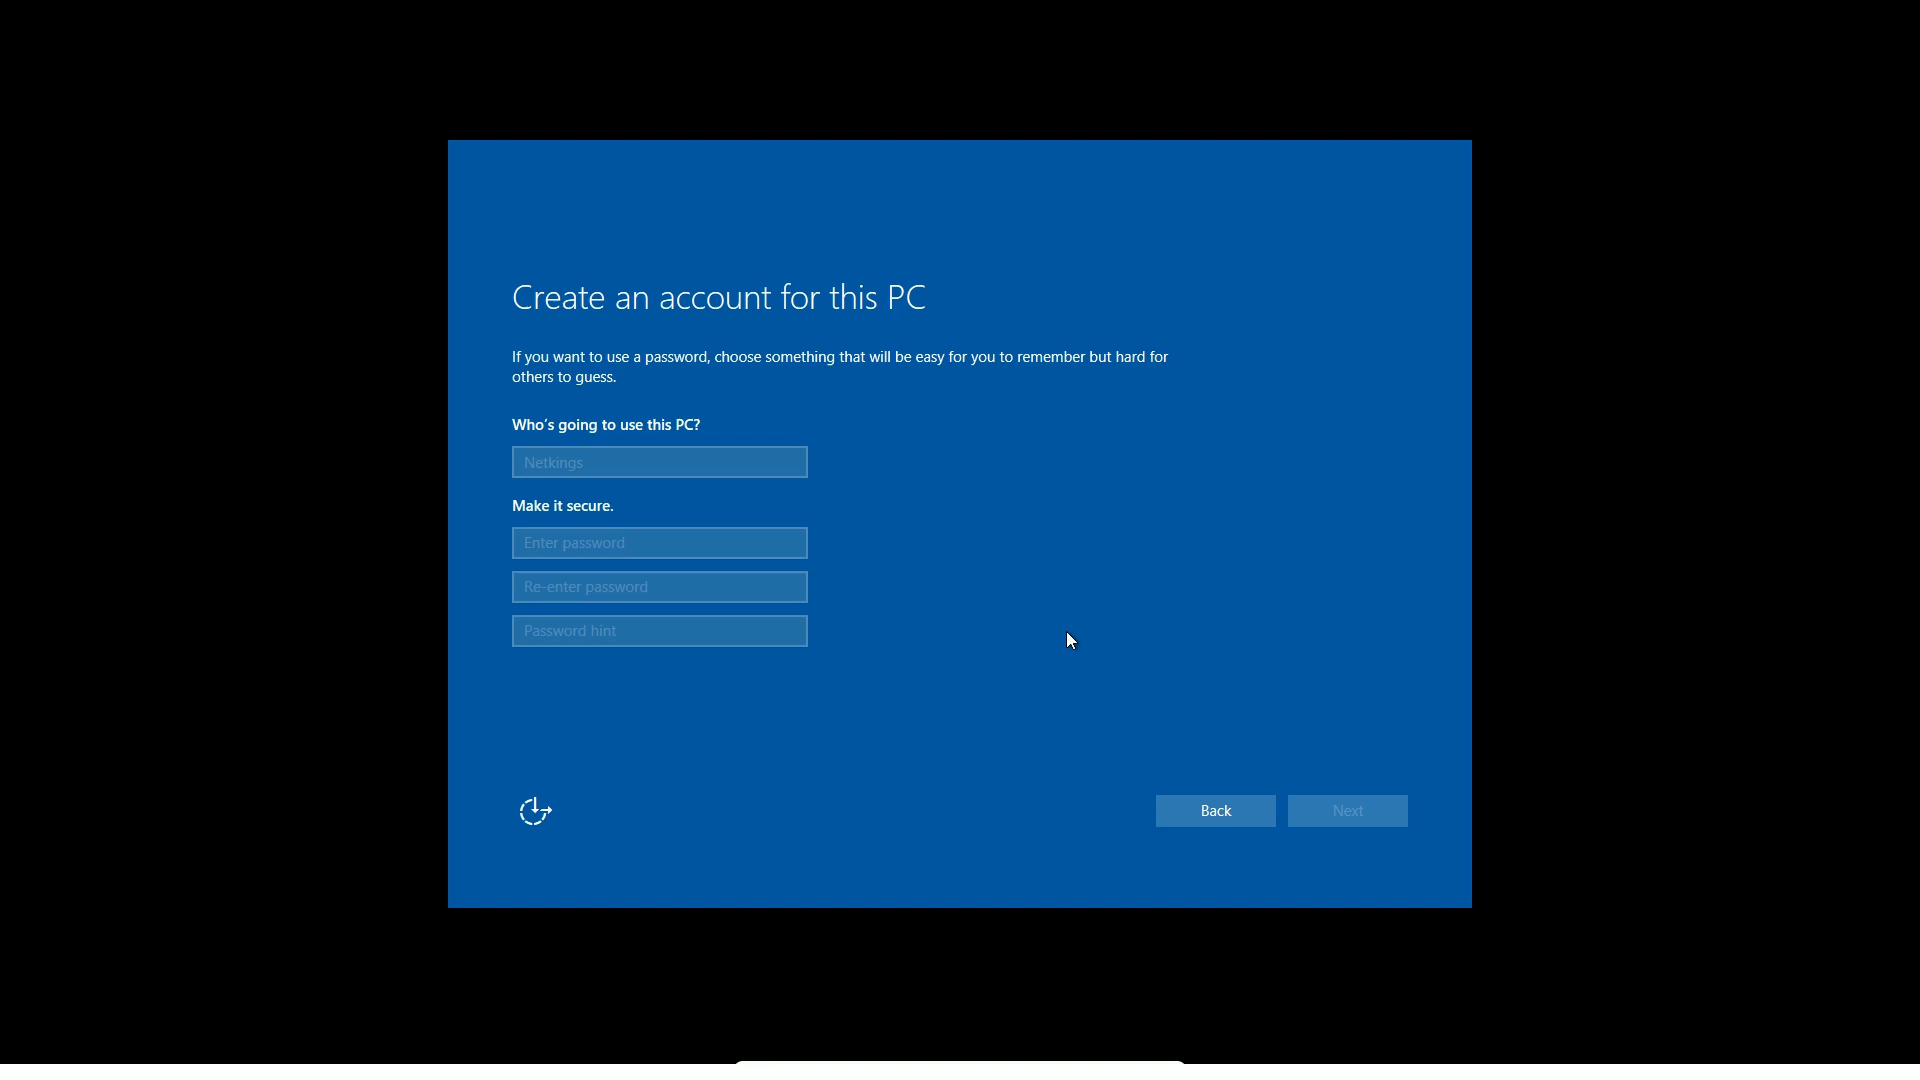 Create an account for this PC
If you want to use a password, choose something that will be easy for you to remember but hard for
others to guess.
Who's going to use this PC?
Netkings
Make it secure.
Enter password
Re-enter password
Password hint
Back
Next